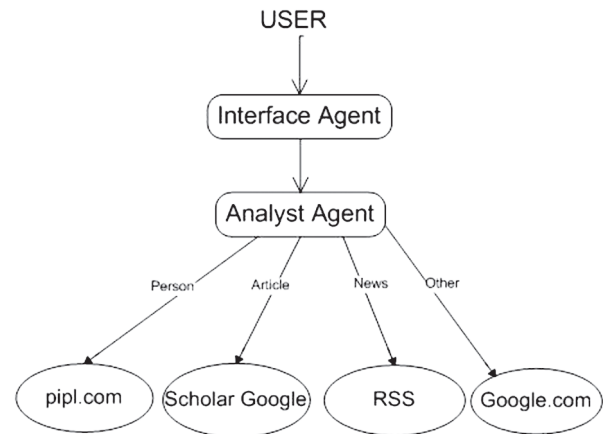 USER
Interface Agent
Analyst Agent
Person
Article
News
Other
pipl.com
Scholar Google
RSS
Google.com